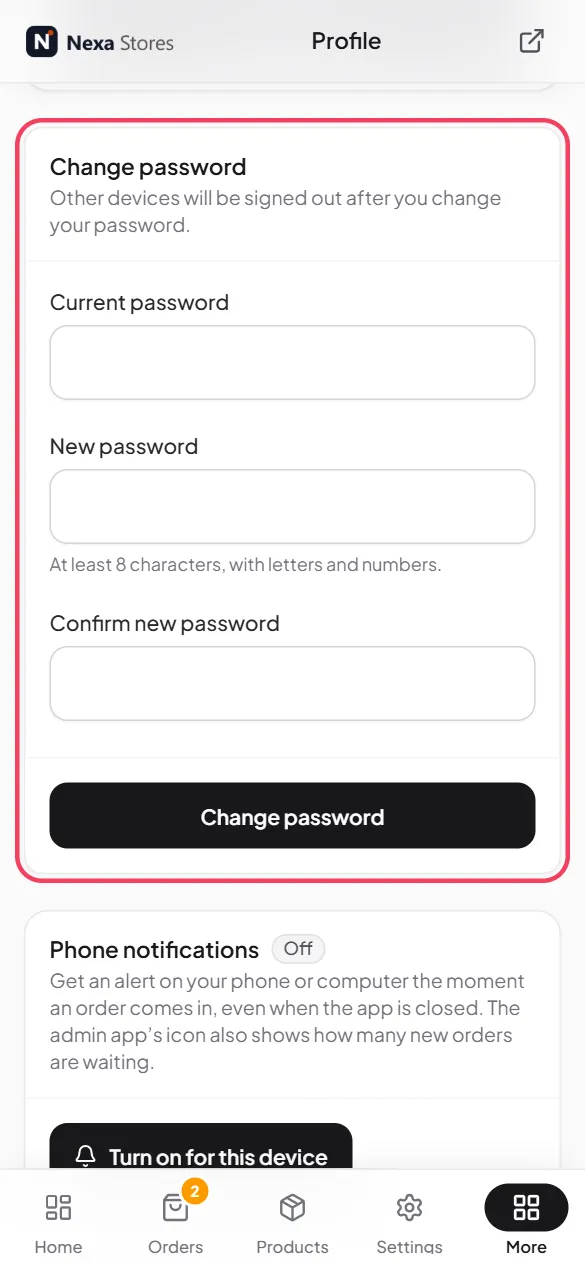 Nexa Stores
Profile
Change password
Other devices will be signed out after you change
your password.
Current password
New password
At least 8 characters, with letters and numbers.
Confirm new password
Change password
Phone notifications Off
Get an alert on your phone or computer the moment
an order comes in, even when the app is closed. The
admin app’s icon also shows how many new orders
are waiting.
Turn on for this device
2
Home
Orders
Products
Settings
More